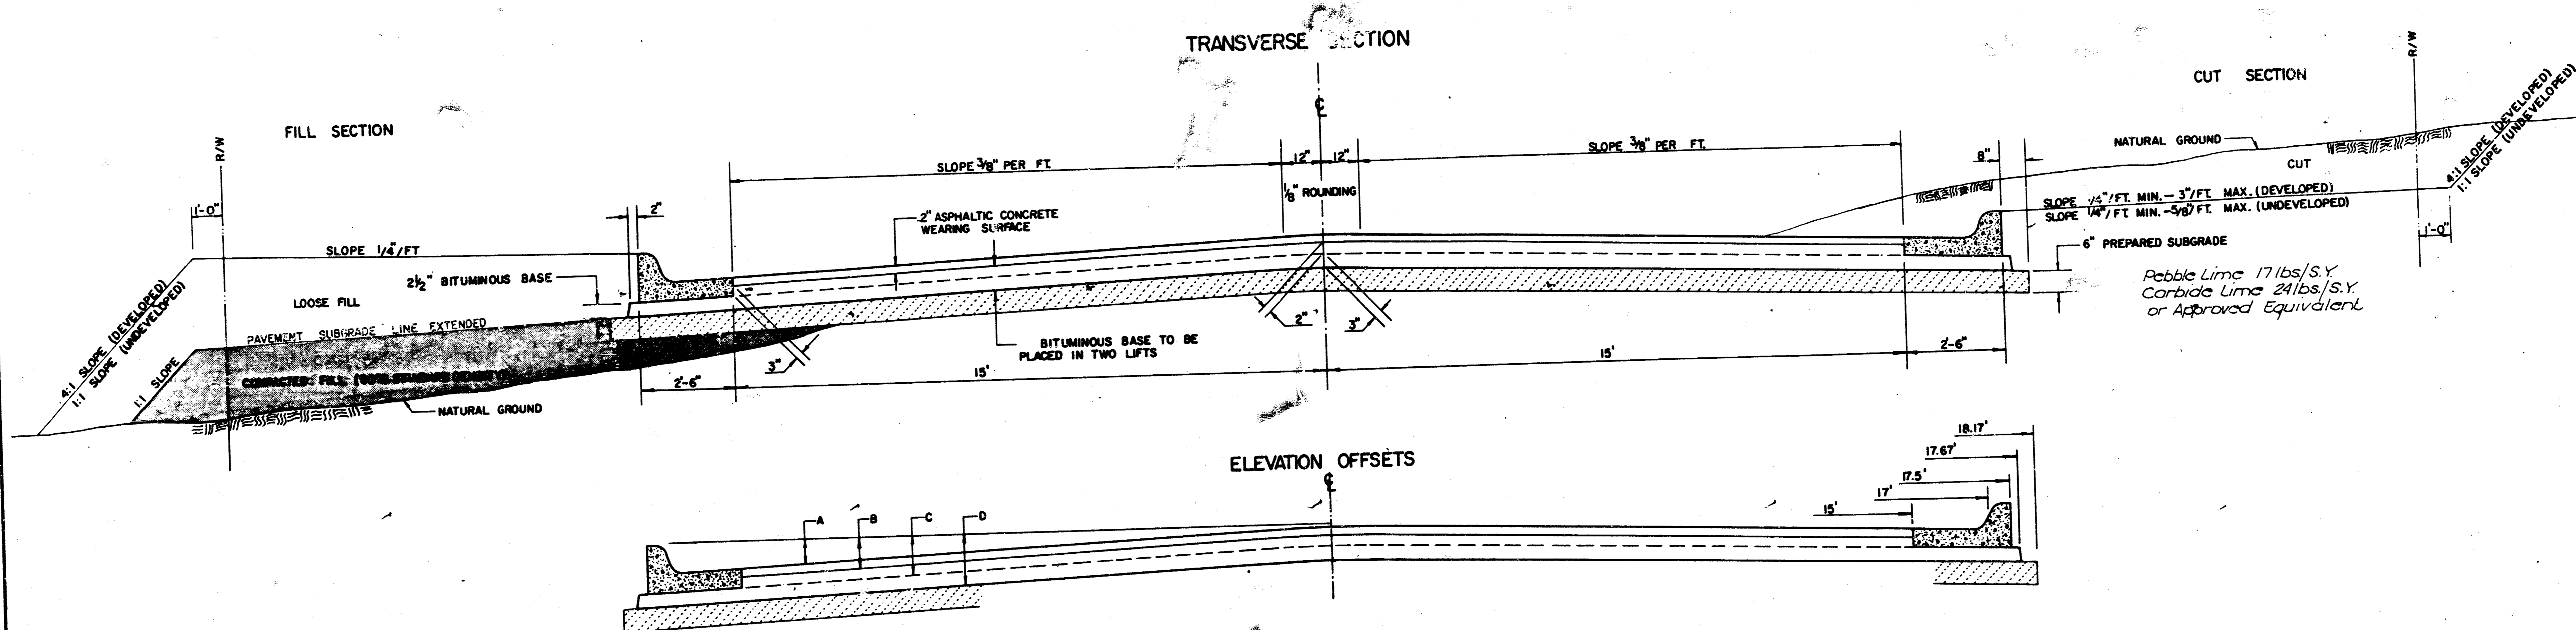 TRANSVERSE SECTION
FILL SECTION
CUT SECTION
R/W
R/W
℄
SLOPE 3/8" PER FT.
12"
12"
SLOPE 3/8" PER FT.
1/8" ROUNDING
8"
NATURAL GROUND
CUT
4:1 SLOPE (DEVELOPED)
1:1 SLOPE (UNDEVELOPED)
SLOPE 1/4"/FT. MIN. - 3"/FT. MAX. (DEVELOPED)
SLOPE 1/4"/FT MIN. -5/8"/FT. MAX. (UNDEVELOPED)
1'-0"
1'-0"
2"
2" ASPHALTIC CONCRETE
WEARING SURFACE
SLOPE 1/4"/FT
2½" BITUMINOUS BASE
6" PREPARED SUBGRADE
Pebble Lime 17 lbs/S.Y.
Carbide Lime 24 lbs./S.Y.
or Approved Equivalent
LOOSE FILL
PAVEMENT SUBGRADE LINE EXTENDED
4:1 SLOPE (DEVELOPED)
1:1 SLOPE (UNDEVELOPED)
1:1 SLOPE
COMPACTED FILL
NATURAL GROUND
3"
2"
3"
BITUMINOUS BASE TO BE
PLACED IN TWO LIFTS
2'-6"
15'
15'
2'-6"
ELEVATION OFFSETS
℄
A
B
C
D
18.17'
17.67'
17.5'
17'
15'